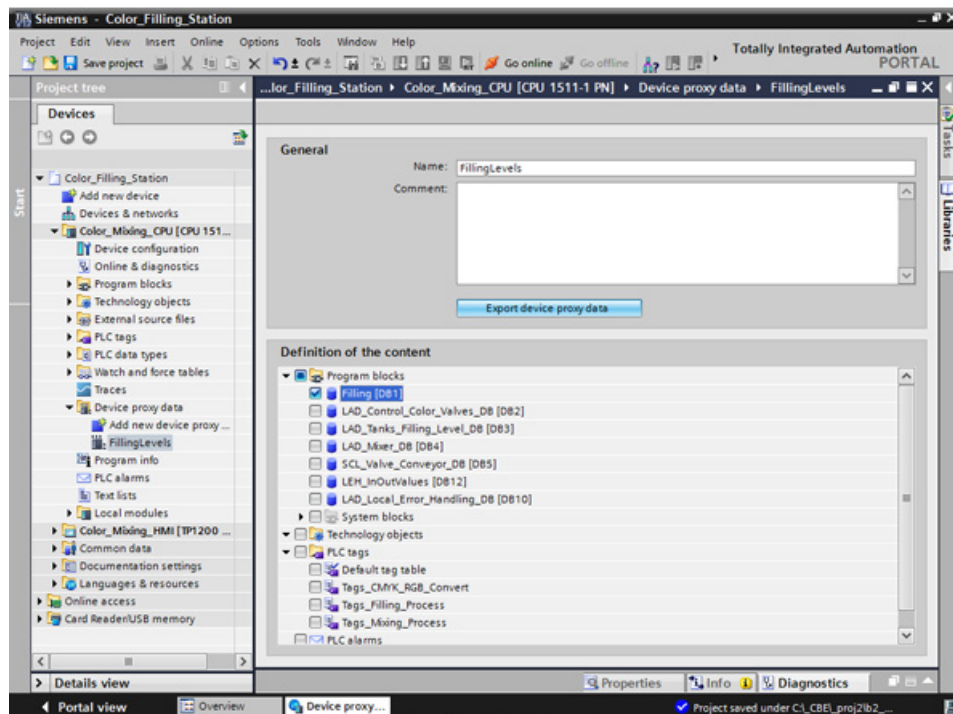 Siemens - Color_Filling_Station
Project Edit View Insert Online Options Tools Window Help
Totally Integrated Automation
PORTAL
Save project
Go online
Go offline
Project tree
...lor_Filling_Station Color_Mixing_CPU [CPU 1511-1 PN] Device proxy data FillingLevels
Devices
Start
Color_Filling_Station
Add new device
Devices & networks
Color_Mixing_CPU [CPU 151...
Device configuration
Online & diagnostics
Program blocks
Technology objects
External source files
PLC tags
PLC data types
Watch and force tables
Traces
Device proxy data
Add new device proxy ...
FillingLevels
Program info
PLC alarms
Text lists
Local modules
Color_Mixing_HMI [TP1200 ...
Common data
Documentation settings
Languages & resources
Online access
Card Reader/USB memory
Details view
General
Name: FillingLevels
Comment:
Export device proxy data
Definition of the content
Program blocks
Filling [DB1]
LAD_Control_Color_Valves_DB [DB2]
LAD_Tanks_Filling_Level_DB [DB3]
LAD_Mixer_DB [DB4]
SCL_Valve_Conveyor_DB [DB5]
LEH_InOutValues [DB12]
LAD_Local_Error_Handling_DB [DB10]
System blocks
Technology objects
PLC tags
Default tag table
Tags_CMYK_RGB_Convert
Tags_Filling_Process
Tags_Mixing_Process
PLC alarms
Tasks
Libraries
Properties Info Diagnostics
Portal view Overview Device proxy... Project saved under C:\_CBE\_proj2\b2_...